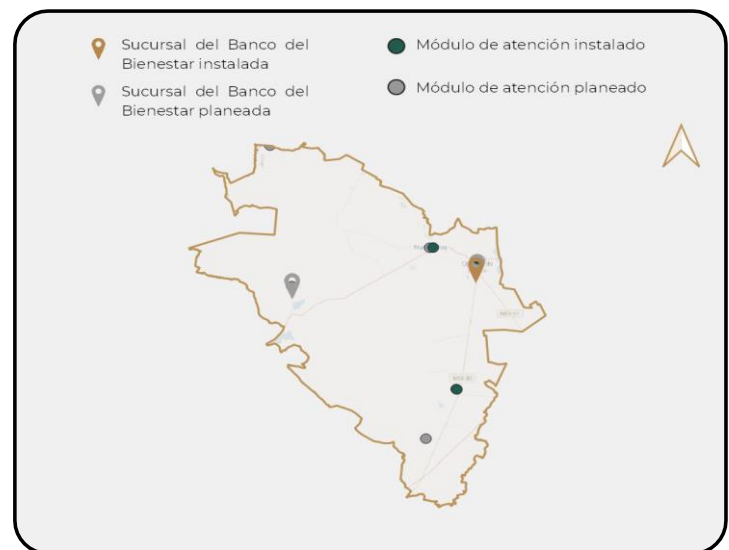 Sucursal del Banco del
Bienestar instalada
Módulo de atención instalado
Sucursal del Banco del
Bienestar planeada
Módulo de atención planeado